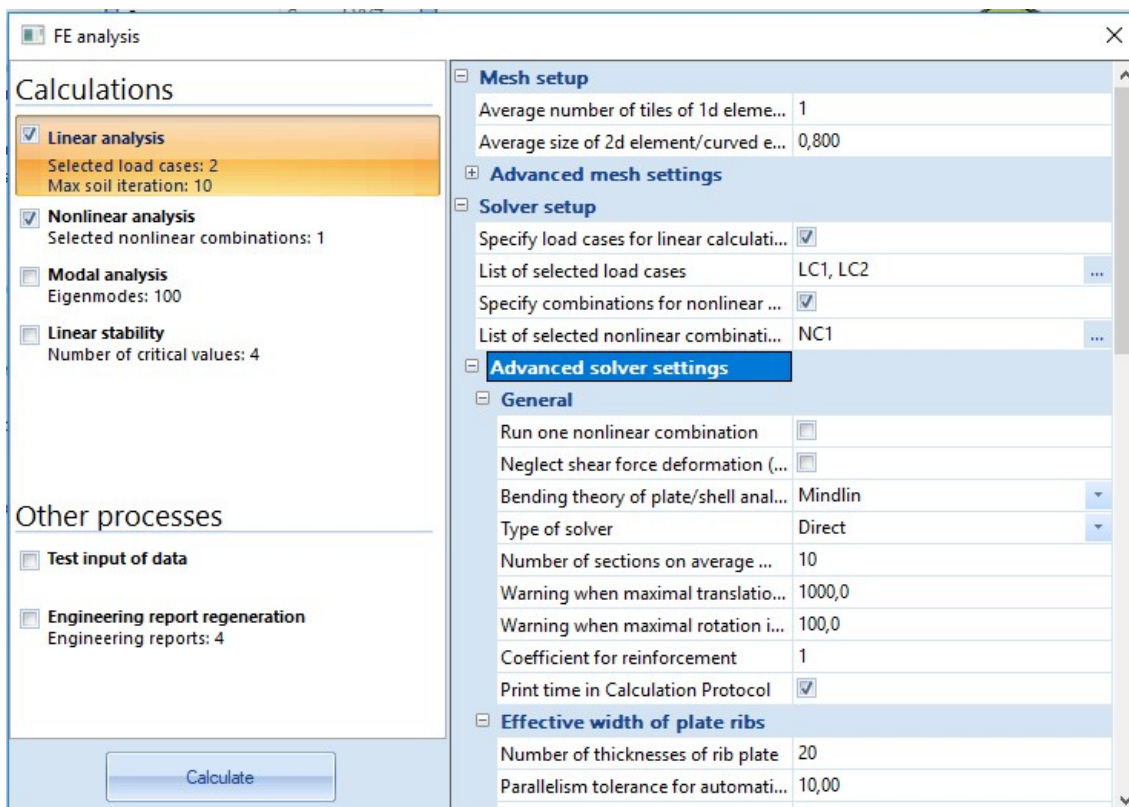 FE analysis
Calculations
Linear analysis
Selected load cases: 2
Max soil iteration: 10
Nonlinear analysis
Selected nonlinear combinations: 1
Modal analysis
Eigenmodes: 100
Linear stability
Number of critical values: 4
Other processes
Test input of data
Engineering report regeneration
Engineering reports: 4
Calculate
Mesh setup
Average number of tiles of 1d eleme... 1
Average size of 2d element/curved e... 0,800
Advanced mesh settings
Solver setup
Specify load cases for linear calculati...
List of selected load cases LC1, LC2 ...
Specify combinations for nonlinear ...
List of selected nonlinear combinati... NC1 ...
Advanced solver settings
General
Run one nonlinear combination
Neglect shear force deformation (...
Bending theory of plate/shell anal... Mindlin
Type of solver Direct
Number of sections on average ... 10
Warning when maximal translatio... 1000,0
Warning when maximal rotation i... 100,0
Coefficient for reinforcement 1
Print time in Calculation Protocol
Effective width of plate ribs
Number of thicknesses of rib plate 20
Parallelism tolerance for automati... 10,00